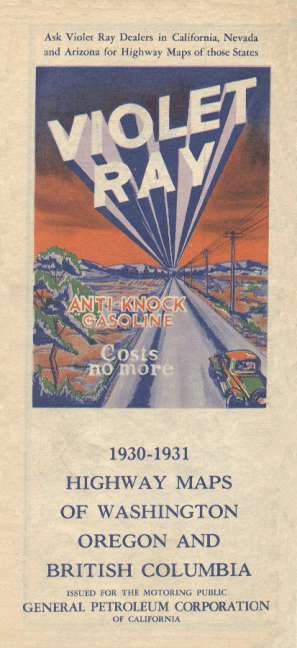 Ask Violet Ray Dealers in California, Nevada
and Arizona for Highway Maps of those States
VIOLET
RAY
ANTI-KNOCK
GASOLINE
Costs
no more
1930-1931
HIGHWAY MAPS
OF WASHINGTON
OREGON AND
BRITISH COLUMBIA
ISSUED FOR THE MOTORING PUBLIC
GENERAL PETROLEUM CORPORATION
OF CALIFORNIA